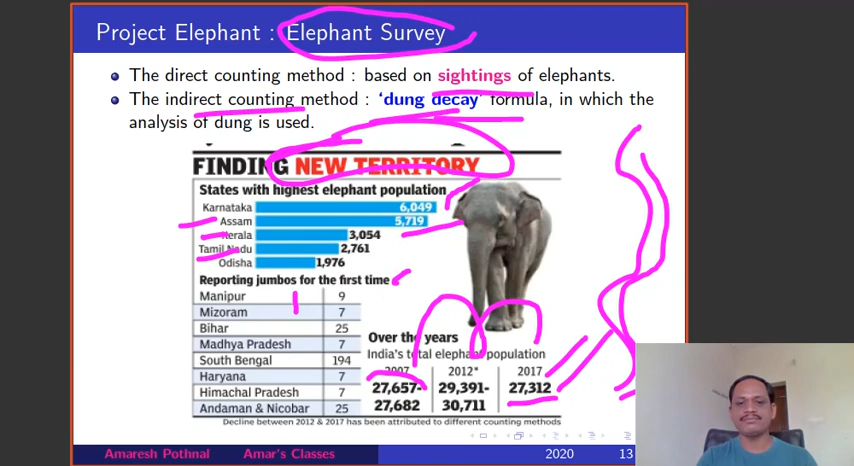 Project Elephant : Elephant Survey
The direct counting method : based on sightings of elephants.
The indirect counting method : 'dung decay' formula, in which the
analysis of dung is used.
FINDING NEW TERRITORY
States with highest elephant population
Karnataka 6,049
Assam 5,719
Kerala 3,054
Tamil Nadu 2,761
Odisha 1,976
Reporting jumbos for the first time
Manipur 9
Mizoram 7
Bihar 25
Madhya Pradesh 7
South Bengal 194
Haryana 7
Himachal Pradesh 7
Andaman & Nicobar 25
Over the years
India's total elephant population
2007 2012* 2017
27,657- 29,391- 27,312
27,682 30,711
Decline between 2012 & 2017 has been attributed to different counting methods
Amaresh Pothnal Amar's Classes 2020 13